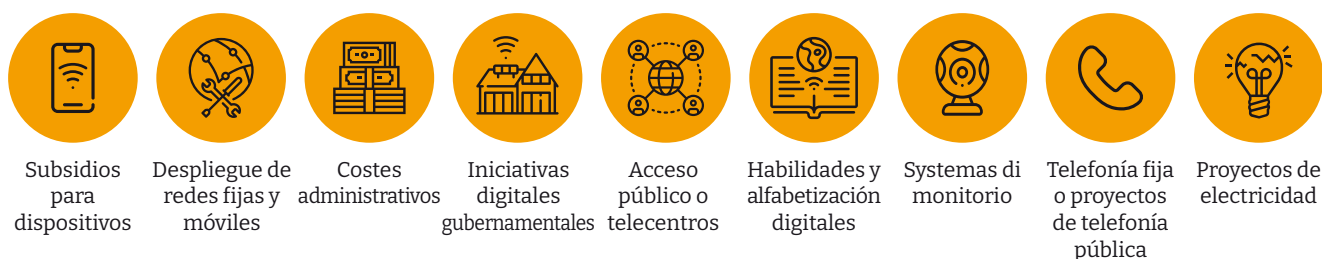 Subsidios
para
dispositivos
Despliegue de
redes fijas y
móviles
Costes
administrativos
Iniciativas
digitales
gubernamentales
Acceso
público o
telecentros
Habilidades y
alfabetización
digitales
Systemas di
monitorio
Telefonía fija
o proyectos
de telefonía
pública
Proyectos de
electricidad